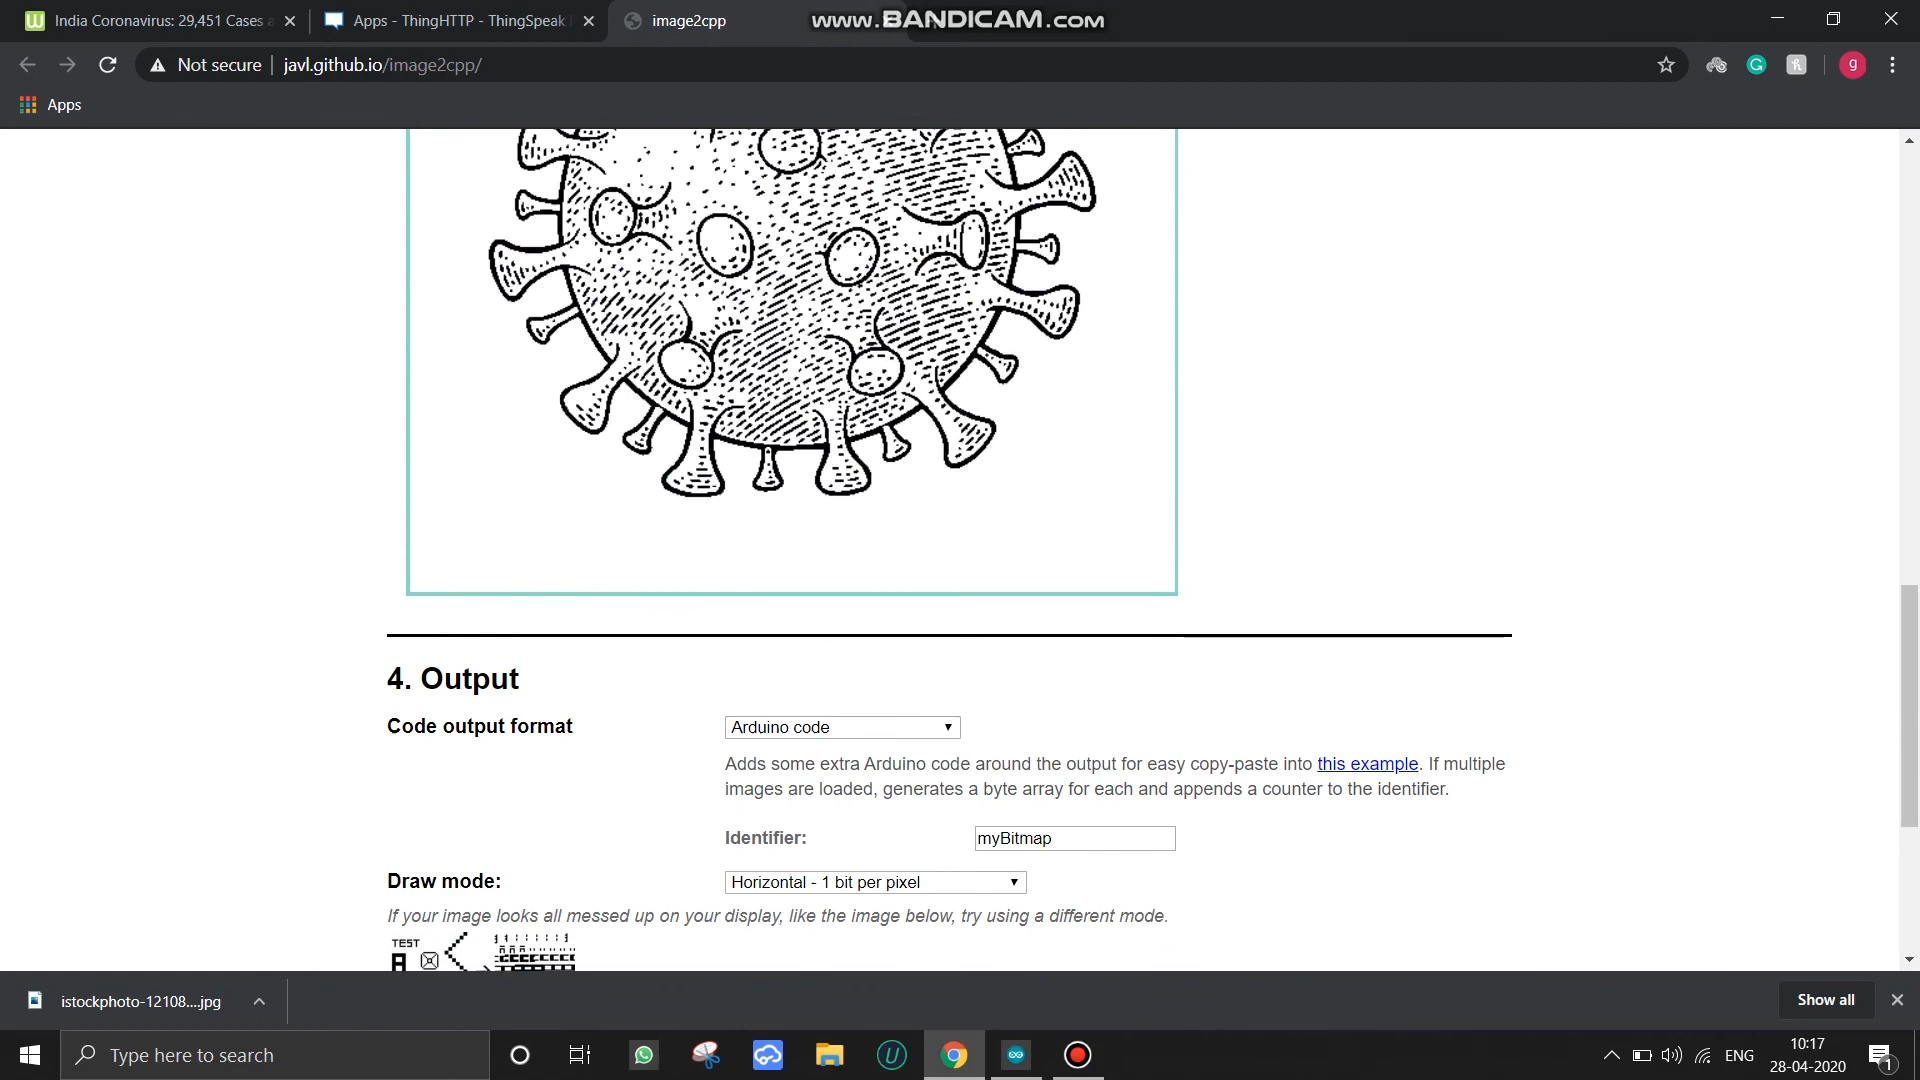 India Coronavirus: 29,451 Cases a
Apps - ThingHTTP - ThingSpeak
image2cpp
www.BANDICAM.com
Not secure
javl.github.io/image2cpp/
g
Apps
4. Output
Code output format
Arduino code
Adds some extra Arduino code around the output for easy copy-paste into this example. If multiple
images are loaded, generates a byte array for each and appends a counter to the identifier.
Identifier:
myBitmap
Draw mode:
Horizontal - 1 bit per pixel
If your image looks all messed up on your display, like the image below, try using a different mode.
TEST
istockphoto-12108....jpg
Show all
Type here to search
ENG
10:17
28-04-2020
1